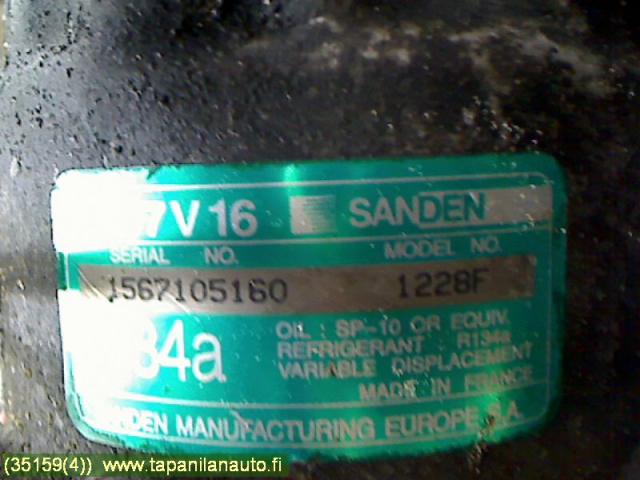 7V16 SANDEN
SERIAL NO. MODEL NO.
1567105160 1228F
34a
OIL : SP-10 OR EQUIV.
REFRIGERANT : R134a
VARIABLE DISPLACEMENT
MADE IN FRANCE
SANDEN MANUFACTURING EUROPE S.A.
(35159(4)) www.tapanilanauto.fi